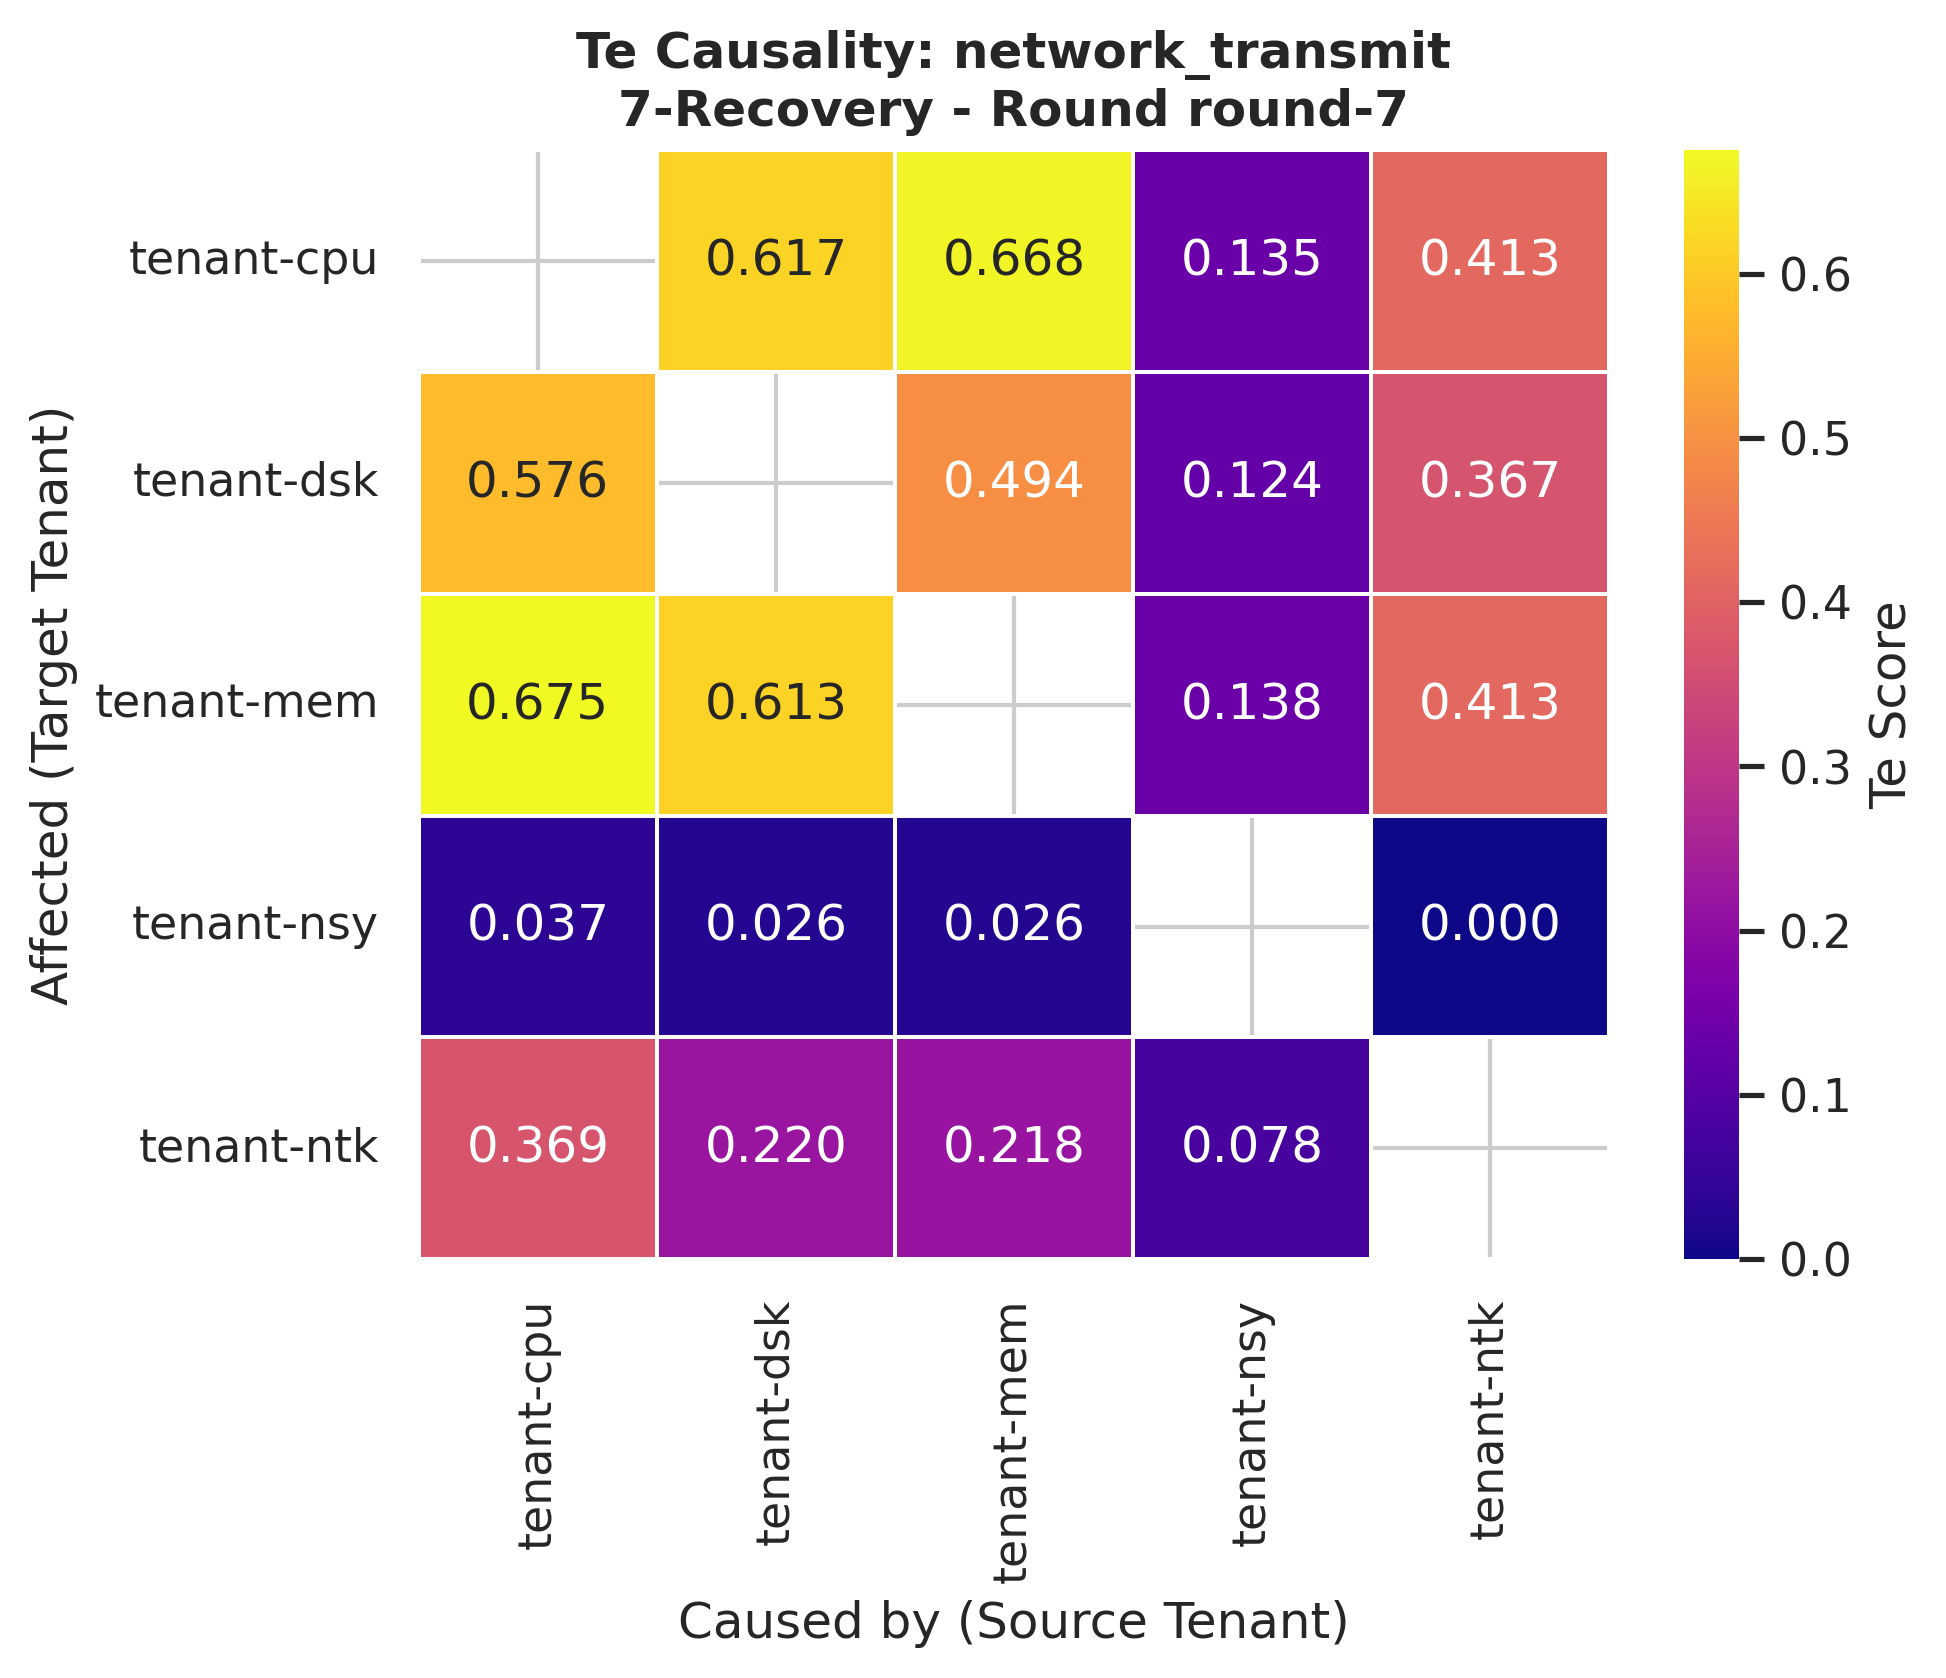 Te Causality: network_transmit
7-Recovery - Round round-7
Affected (Target Tenant)
tenant-cpu 0.617 0.668 0.135 0.413
tenant-dsk 0.576 0.494 0.124 0.367
tenant-mem 0.675 0.613 0.138 0.413
tenant-nsy 0.037 0.026 0.026 0.000
tenant-ntk 0.369 0.220 0.218 0.078
tenant-cpu tenant-dsk tenant-mem tenant-nsy tenant-ntk
Caused by (Source Tenant)
0.6
0.5
0.4
0.3
0.2
0.1
0.0
Te Score